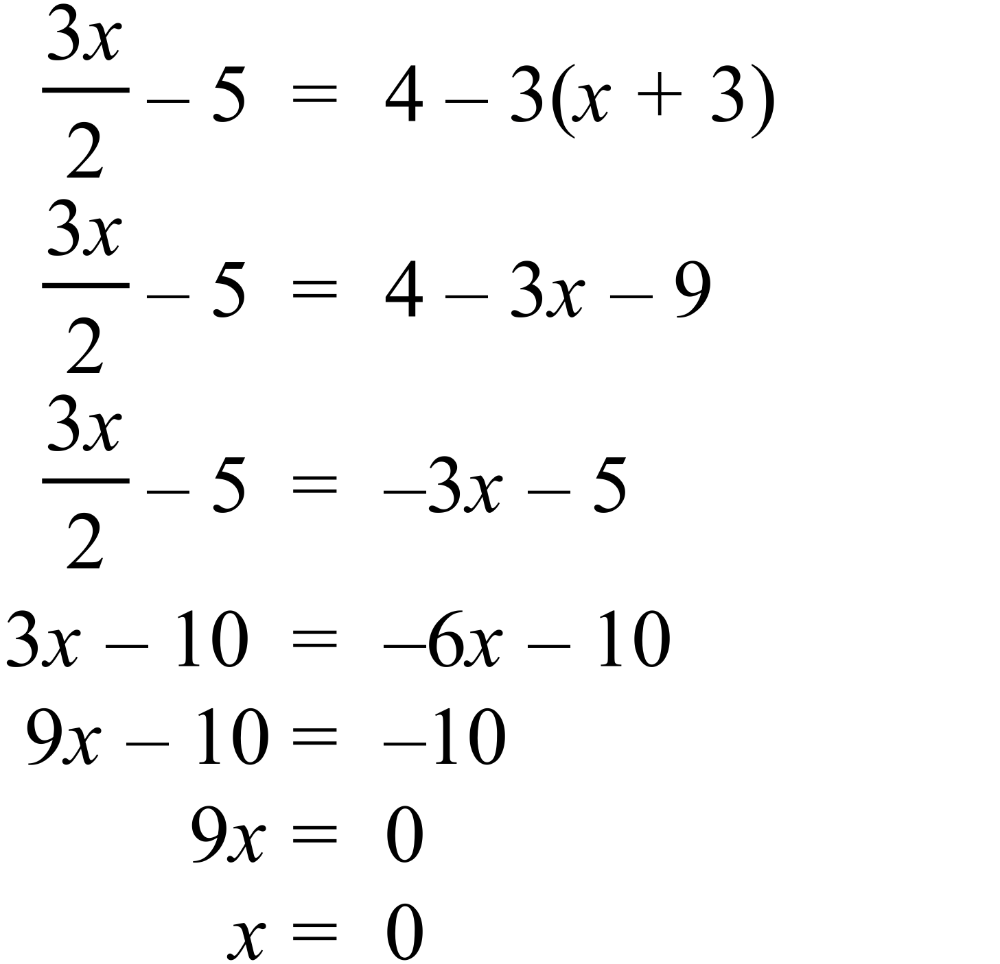 3x/2 – 5 = 4 – 3(x + 3)
3x/2 – 5 = 4 – 3x – 9
3x/2 – 5 = –3x – 5
3x – 10 = –6x – 10
9x – 10 = –10
9x = 0
x = 0